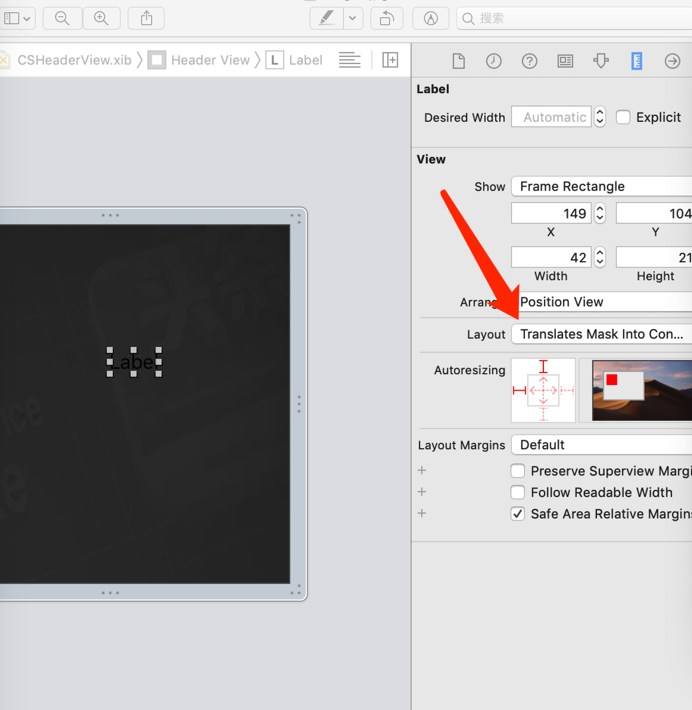 搜索
CSHeaderView.xib
Header View
L
Label
Label
Desired Width
Automatic
Explicit
View
Show
Frame Rectangle
149
104
X
Y
42
21
Width
Height
Position View
Layout
Translates Mask Into Con...
Autoresizing
Layout Margins
Default
Preserve Superview Margi
Follow Readable Width
Safe Area Relative Margins
Label